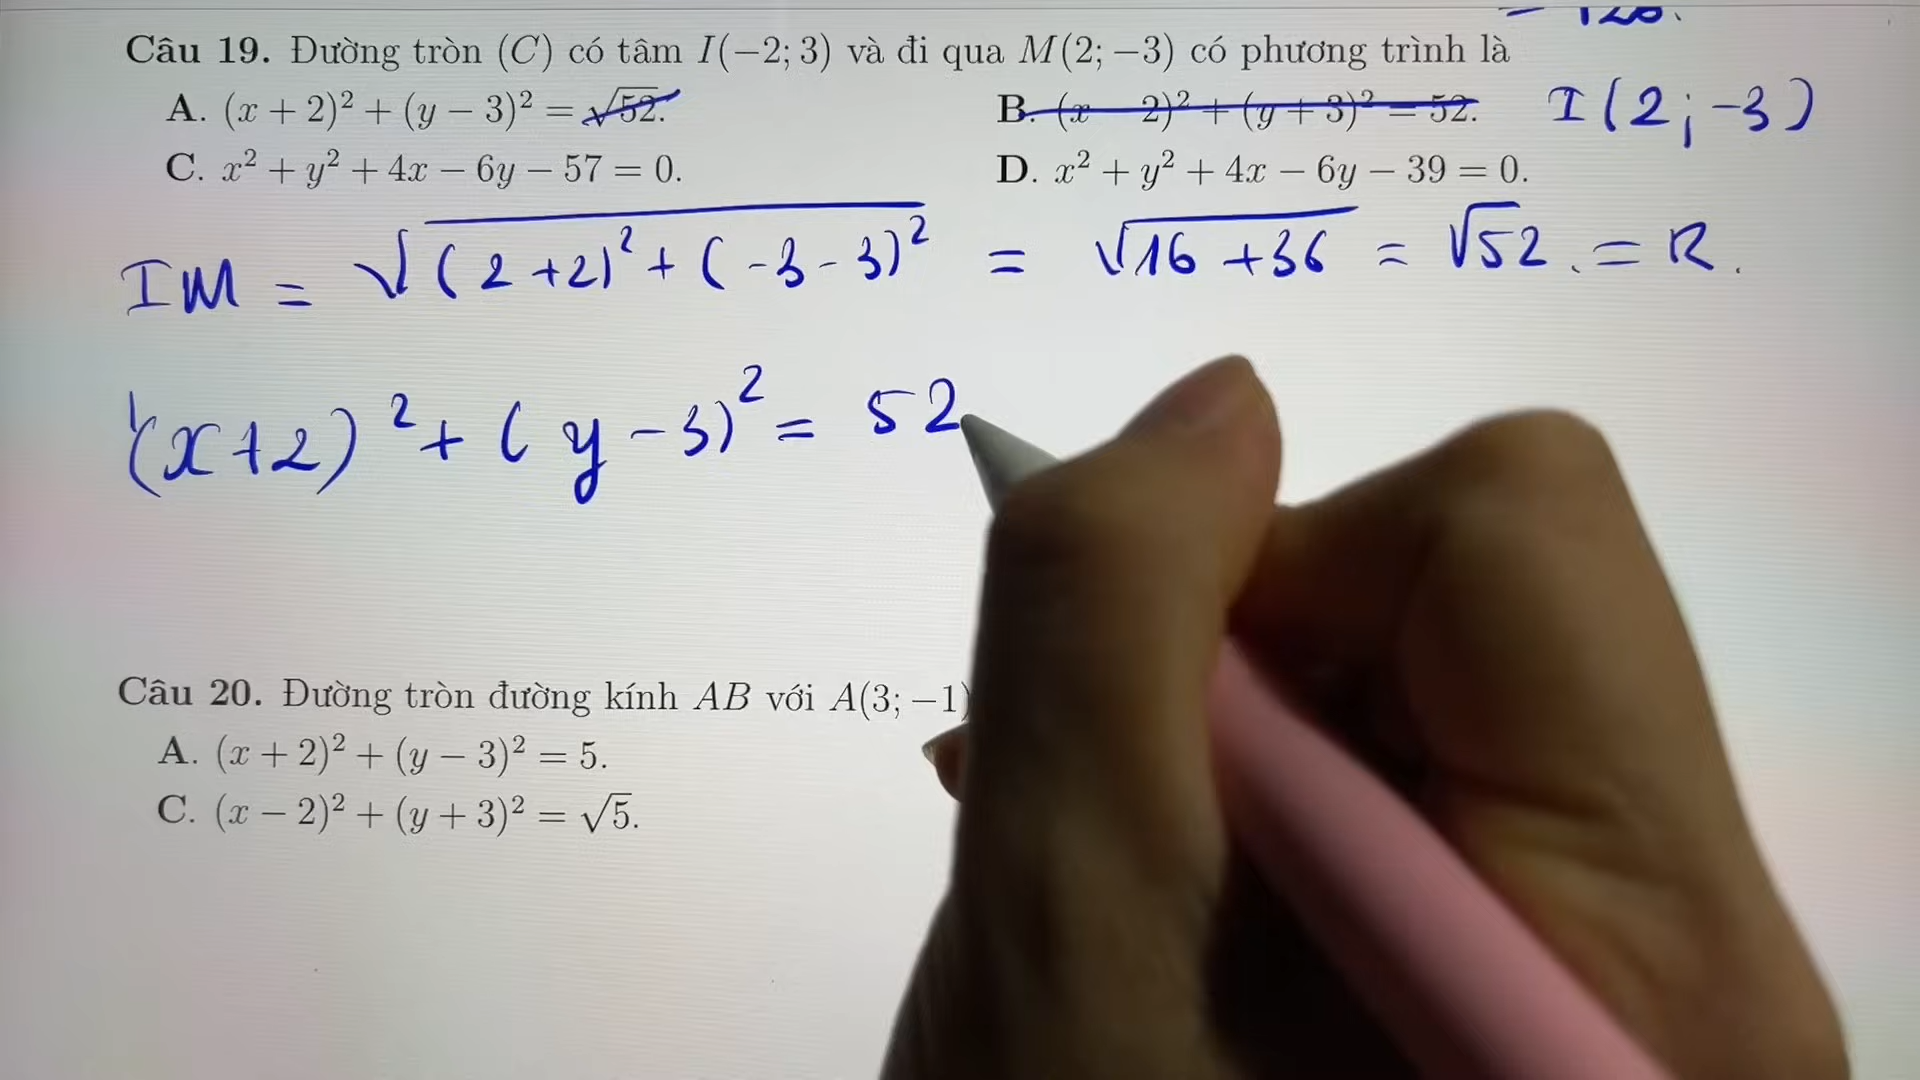 = 120.
Câu 19. Đường tròn (C) có tâm I(−2; 3) và đi qua M(2; −3) có phương trình là
A. (x + 2)² + (y − 3)² = √52. B. (x − 2)² + (y + 3)² = 52. I(2; -3)
C. x² + y² + 4x − 6y − 57 = 0. D. x² + y² + 4x − 6y − 39 = 0.
IM = √(2+2)² + (-3-3)² = √16 + 36 = √52. = R.
(x+2)² + (y-3)² = 52
Câu 20. Đường tròn đường kính AB với A(3; −1)
A. (x + 2)² + (y − 3)² = 5.
C. (x − 2)² + (y + 3)² = √5.